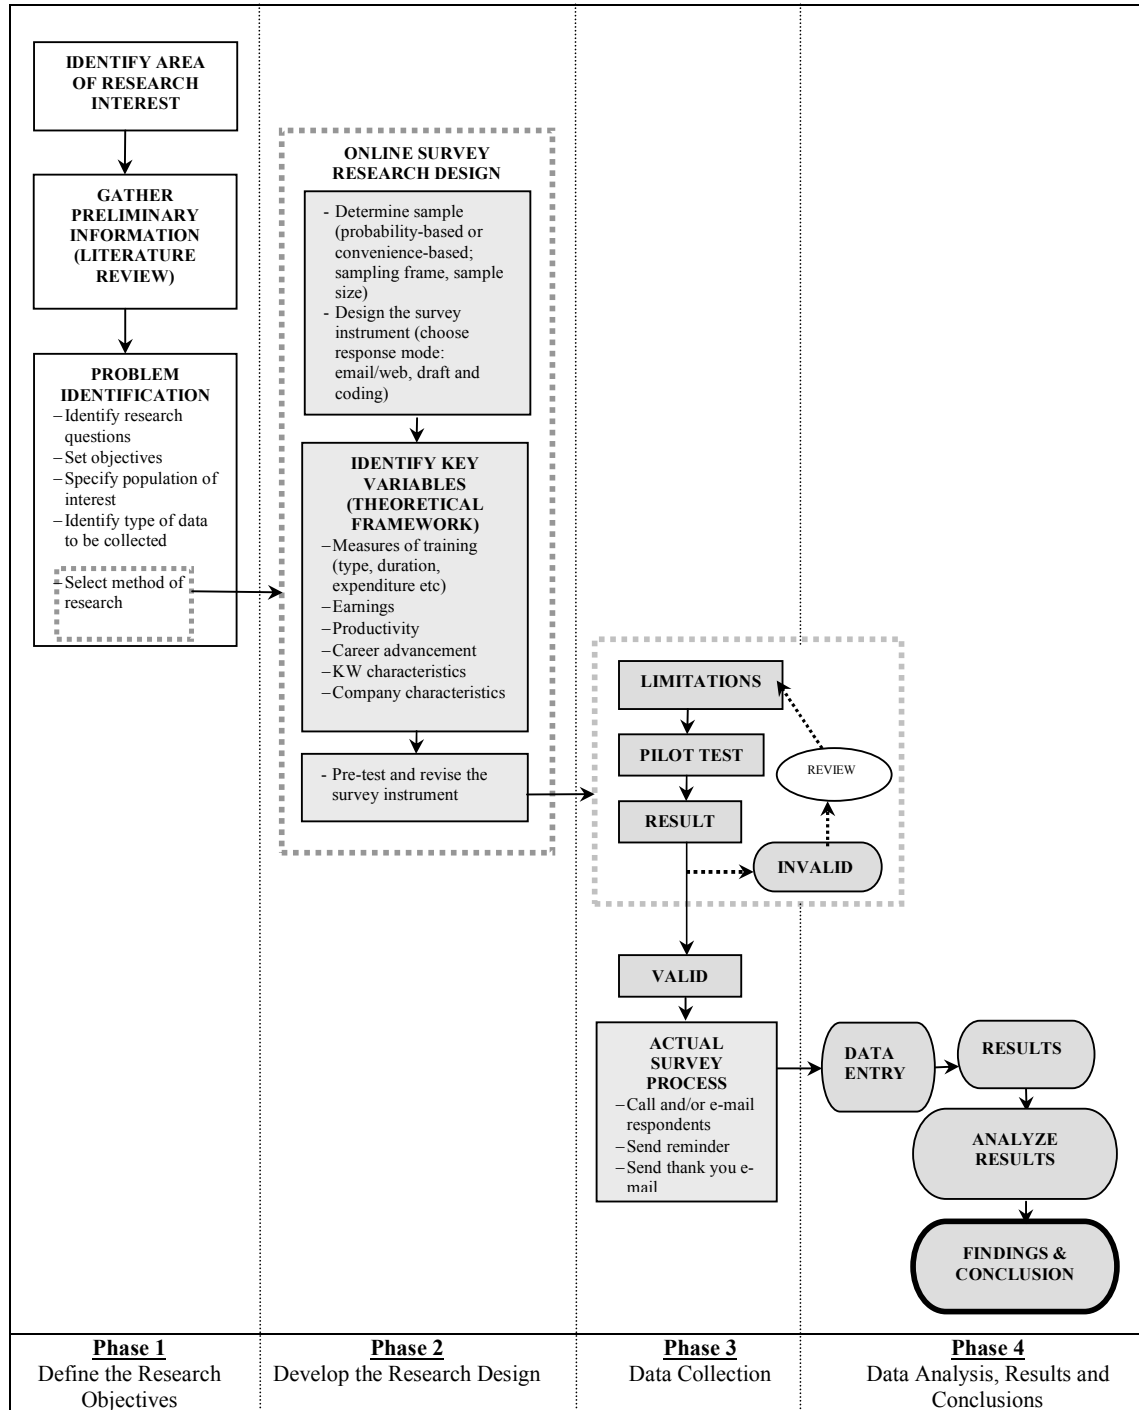 IDENTIFY AREA
OF RESEARCH
INTEREST
GATHER
PRELIMINARY
INFORMATION
(LITERATURE
REVIEW)
PROBLEM
IDENTIFICATION
– Identify research
questions
– Set objectives
– Specify population of
interest
– Identify type of data
to be collected
– Select method of
research
ONLINE SURVEY
RESEARCH DESIGN
- Determine sample
(probability-based or
convenience-based;
sampling frame, sample
size)
- Design the survey
instrument (choose
response mode:
email/web, draft and
coding)
IDENTIFY KEY
VARIABLES
(THEORETICAL
FRAMEWORK)
– Measures of training
(type, duration,
expenditure etc)
– Earnings
– Productivity
– Career advancement
– KW characteristics
– Company characteristics
- Pre-test and revise the
survey instrument
LIMITATIONS
PILOT TEST
REVIEW
RESULT
INVALID
VALID
ACTUAL
SURVEY
PROCESS
– Call and/or e-mail
respondents
– Send reminder
– Send thank you e-
mail
DATA
ENTRY
RESULTS
ANALYZE
RESULTS
FINDINGS &
CONCLUSION
Phase 1
Define the Research
Objectives
Phase 2
Develop the Research Design
Phase 3
Data Collection
Phase 4
Data Analysis, Results and
Conclusions